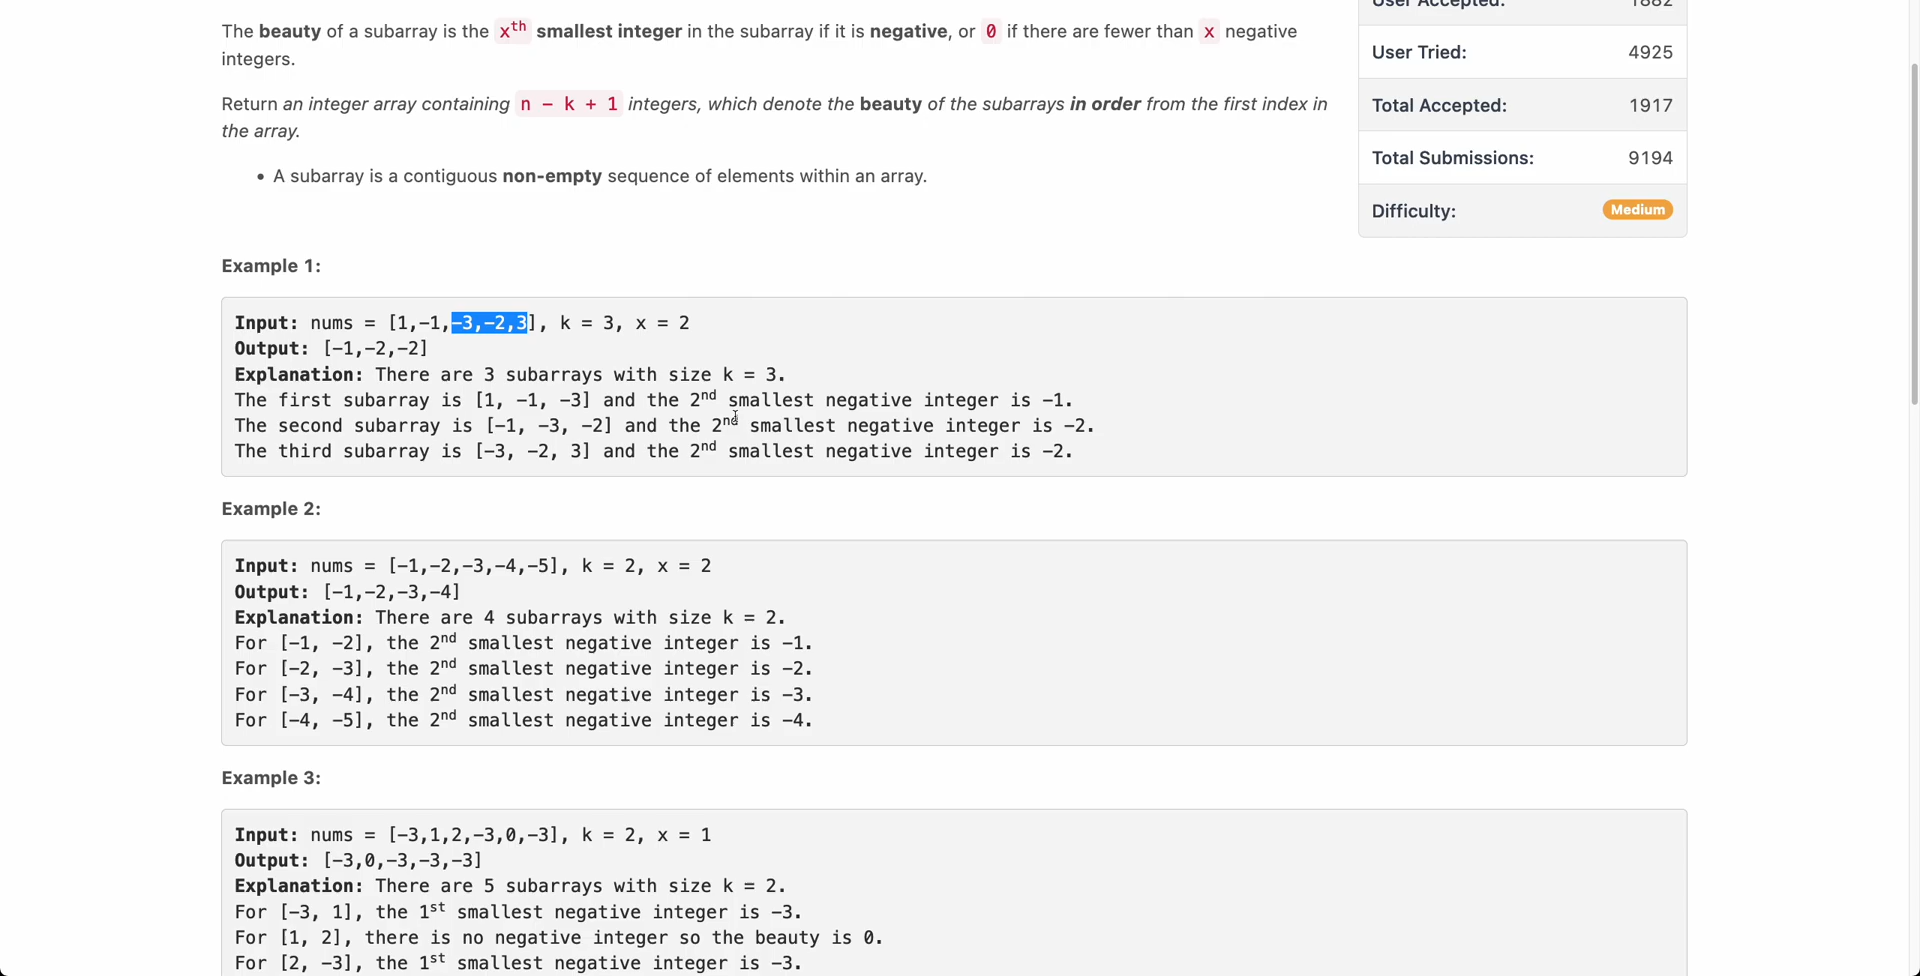 The beauty of a subarray is the xth smallest integer in the subarray if it is negative, or 0 if there are fewer than x negative
integers.
Return an integer array containing n - k + 1 integers, which denote the beauty of the subarrays in order from the first index in
the array.
• A subarray is a contiguous non-empty sequence of elements within an array.
User Accepted: 1882
User Tried: 4925
Total Accepted: 1917
Total Submissions: 9194
Difficulty: Medium
Example 1:
Input: nums = [1,-1,-3,-2,3], k = 3, x = 2
Output: [-1,-2,-2]
Explanation: There are 3 subarrays with size k = 3.
The first subarray is [1, -1, -3] and the 2nd smallest negative integer is -1.
The second subarray is [-1, -3, -2] and the 2nd smallest negative integer is -2.
The third subarray is [-3, -2, 3] and the 2nd smallest negative integer is -2.
Example 2:
Input: nums = [-1,-2,-3,-4,-5], k = 2, x = 2
Output: [-1,-2,-3,-4]
Explanation: There are 4 subarrays with size k = 2.
For [-1, -2], the 2nd smallest negative integer is -1.
For [-2, -3], the 2nd smallest negative integer is -2.
For [-3, -4], the 2nd smallest negative integer is -3.
For [-4, -5], the 2nd smallest negative integer is -4.
Example 3:
Input: nums = [-3,1,2,-3,0,-3], k = 2, x = 1
Output: [-3,0,-3,-3,-3]
Explanation: There are 5 subarrays with size k = 2.
For [-3, 1], the 1st smallest negative integer is -3.
For [1, 2], there is no negative integer so the beauty is 0.
For [2, -3], the 1st smallest negative integer is -3.